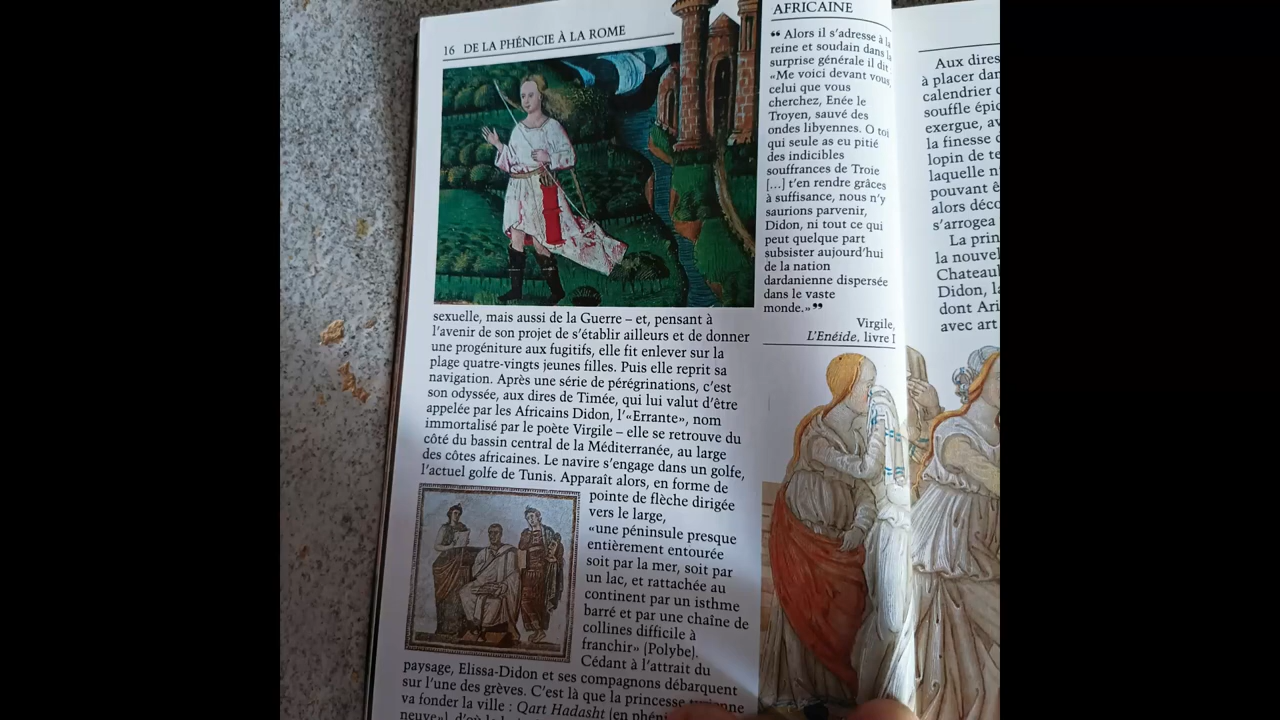 16 DE LA PHÉNICIE À LA ROME
sexuelle, mais aussi de la Guerre – et, pensant à
l'avenir de son projet de s'établir ailleurs et de donner
une progéniture aux fugitifs, elle fit enlever sur la
plage quatre-vingts jeunes filles. Puis elle reprit sa
navigation. Après une série de pérégrinations, c'est
son odyssée, aux dires de Timée, qui lui valut d'être
appelée par les Africains Didon, l'«Errante», nom
immortalisé par le poète Virgile – elle se retrouve du
côté du bassin central de la Méditerranée, au large
des côtes africaines. Le navire s'engage dans un golfe,
l'actuel golfe de Tunis. Apparaît alors, en forme de
pointe de flèche dirigée
vers le large,
«une péninsule presque
entièrement entourée
soit par la mer, soit par
un lac, et rattachée au
continent par un isthme
barré et par une chaîne de
collines difficile à
franchir» (Polybe).
Cédant à l'attrait du
paysage, Elissa-Didon et ses compagnons débarquent
sur l'une des grèves. C'est là que la princesse
va fonder la ville : Qart Hadasht (en
AFRICAINE
❝ Alors il s'adresse à la
reine et soudain dans la
surprise générale il dit
«Me voici devant vous,
celui que vous
cherchez, Enée le
Troyen, sauvé des
ondes libyennes. O toi
qui seule as eu pitié
des indicibles
souffrances de Troie
[...] t'en rendre grâces
à suffisance, nous n'y
saurions parvenir,
Didon, ni tout ce qui
peut quelque part
subsister aujourd'hui
de la nation
dardanienne dispersée
dans le vaste
monde.»❞
Virgile,
L'Enéide, livre I
Aux dires
à placer dan
calendrier
souffle épi
exergue, av
la finesse
lopin de te
laquelle n
pouvant ê
alors déco
s'arrogea
La prin
la nouvel
Chateaul
Didon, la
dont Ari
avec art